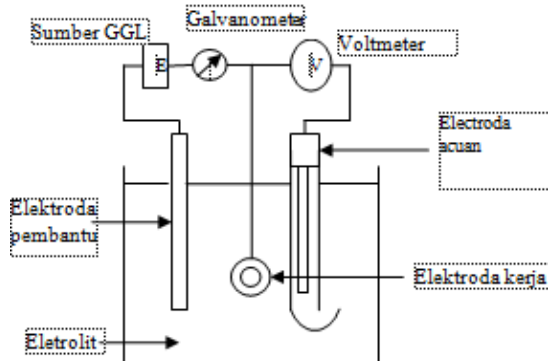 Galvanometer
Sumber GGL
Voltmeter
E
V
Electroda
acuan
Elektroda
pembantu
Elektroda kerja
Eletrolit